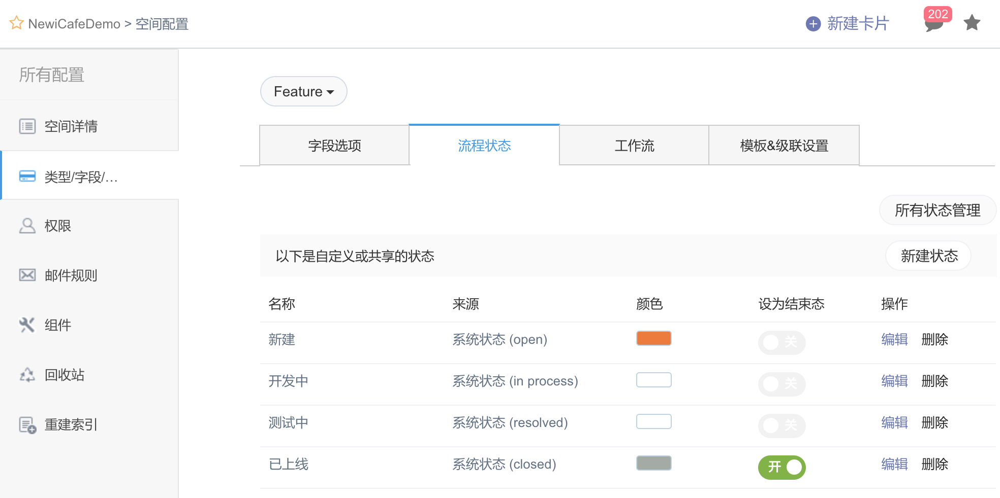 NewiCafeDemo > 空间配置
新建卡片
202
所有配置
空间详情
类型/字段/...
权限
邮件规则
组件
回收站
重建索引
Feature
字段选项 流程状态 工作流 模板&级联设置
所有状态管理
以下是自定义或共享的状态 新建状态
名称 来源 颜色 设为结束态 操作
新建 系统状态 (open) 关 编辑 删除
开发中 系统状态 (in process) 关 编辑 删除
测试中 系统状态 (resolved) 关 编辑 删除
已上线 系统状态 (closed) 开 编辑 删除